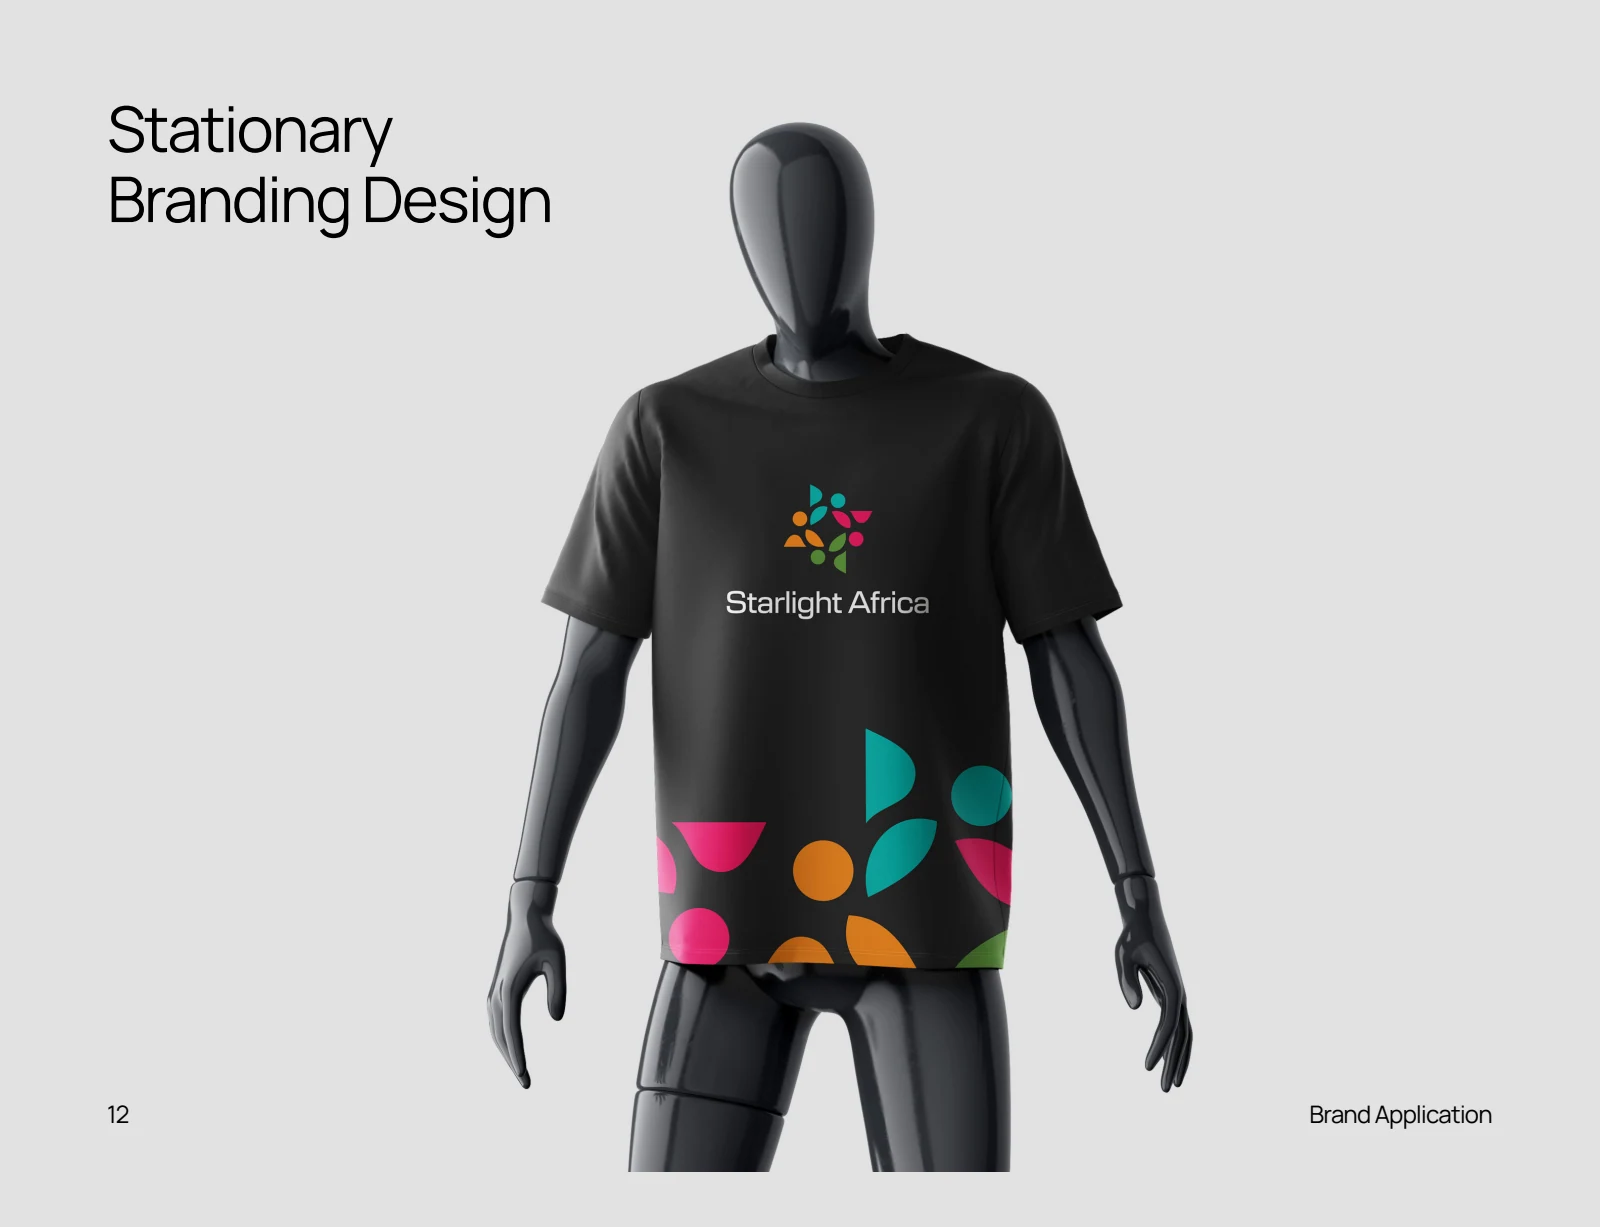 Stationary
Branding Design
Starlight Africa
12
Brand Application